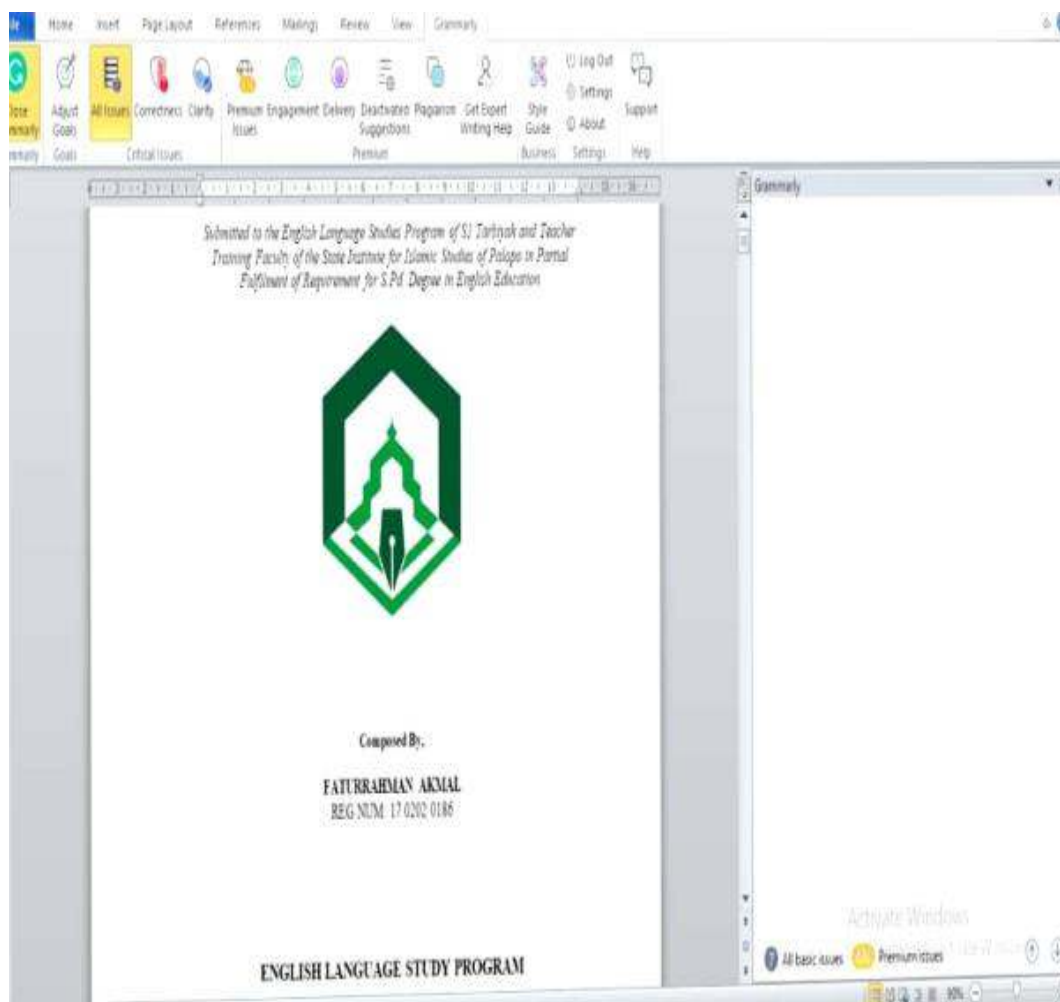 Home Insert Page Layout References Mailings Review View Grammarly
Adjust Goals
All Issues Correctness Clarity
Premium Issues
Engagement Delivery
Deactivated Suggestions
Plagiarism
Get Expert Writing Help
Style Guide
Log Out
Settings
About
Support
Goals Critical Issues Premium Business Settings Help
Grammarly
Submitted to the English Language Studies Program of S1 Tarbiyah and Teacher
Training Faculty of the State Institute for Islamic Studies of Palopo in Partial
Fulfilment of Requirement for S.Pd. Degree in English Education
Composed By,
FATURRAHMAN AKMAL
REG NUM. 17 0202 0186
ENGLISH LANGUAGE STUDY PROGRAM
Activate Windows
All basic issues Premium issues
90%